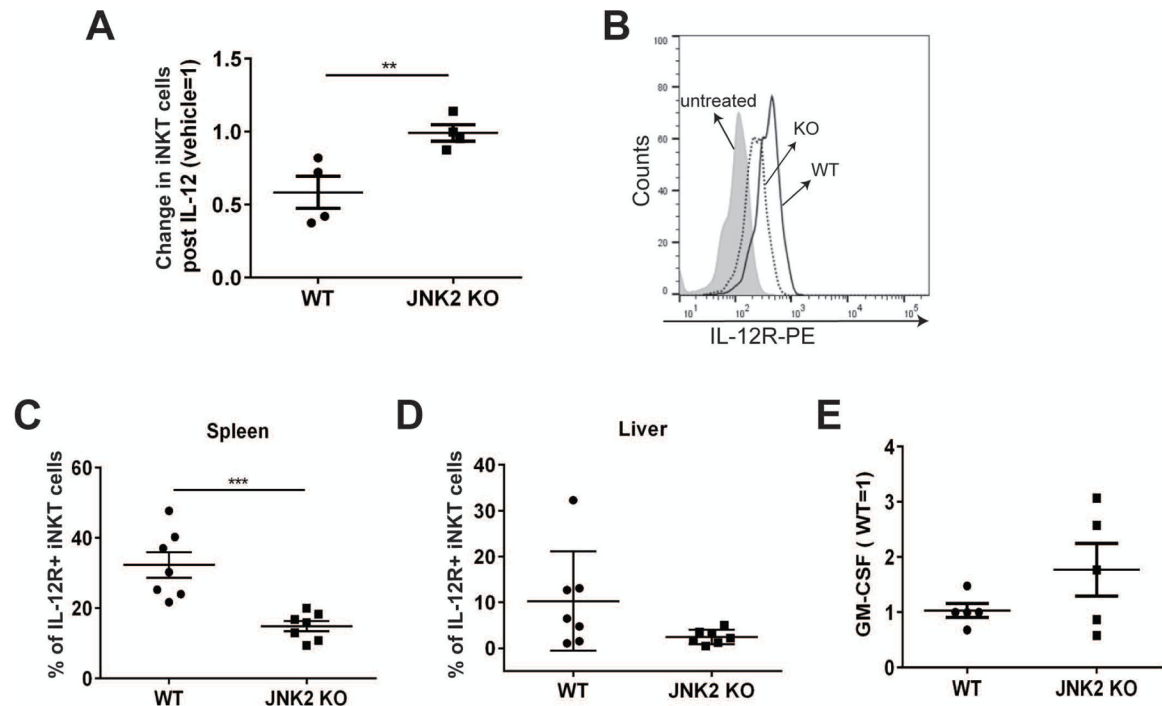 A
Change in iNKT cells
post IL-12 (vehicle=1)
1.5
1.0
0.5
0.0
**
WT
JNK2 KO
B
Counts
100
80
60
40
20
0
untreated
KO
WT
10¹
10²
10³
10⁴
10⁵
IL-12R-PE
C
Spleen
% of IL-12R+ iNKT cells
60
40
20
0
***
WT
JNK2 KO
D
Liver
% of IL-12R+ iNKT cells
40
30
20
10
0
WT
JNK2 KO
E
GM-CSF ( WT=1)
4
3
2
1
0
WT
JNK2 KO